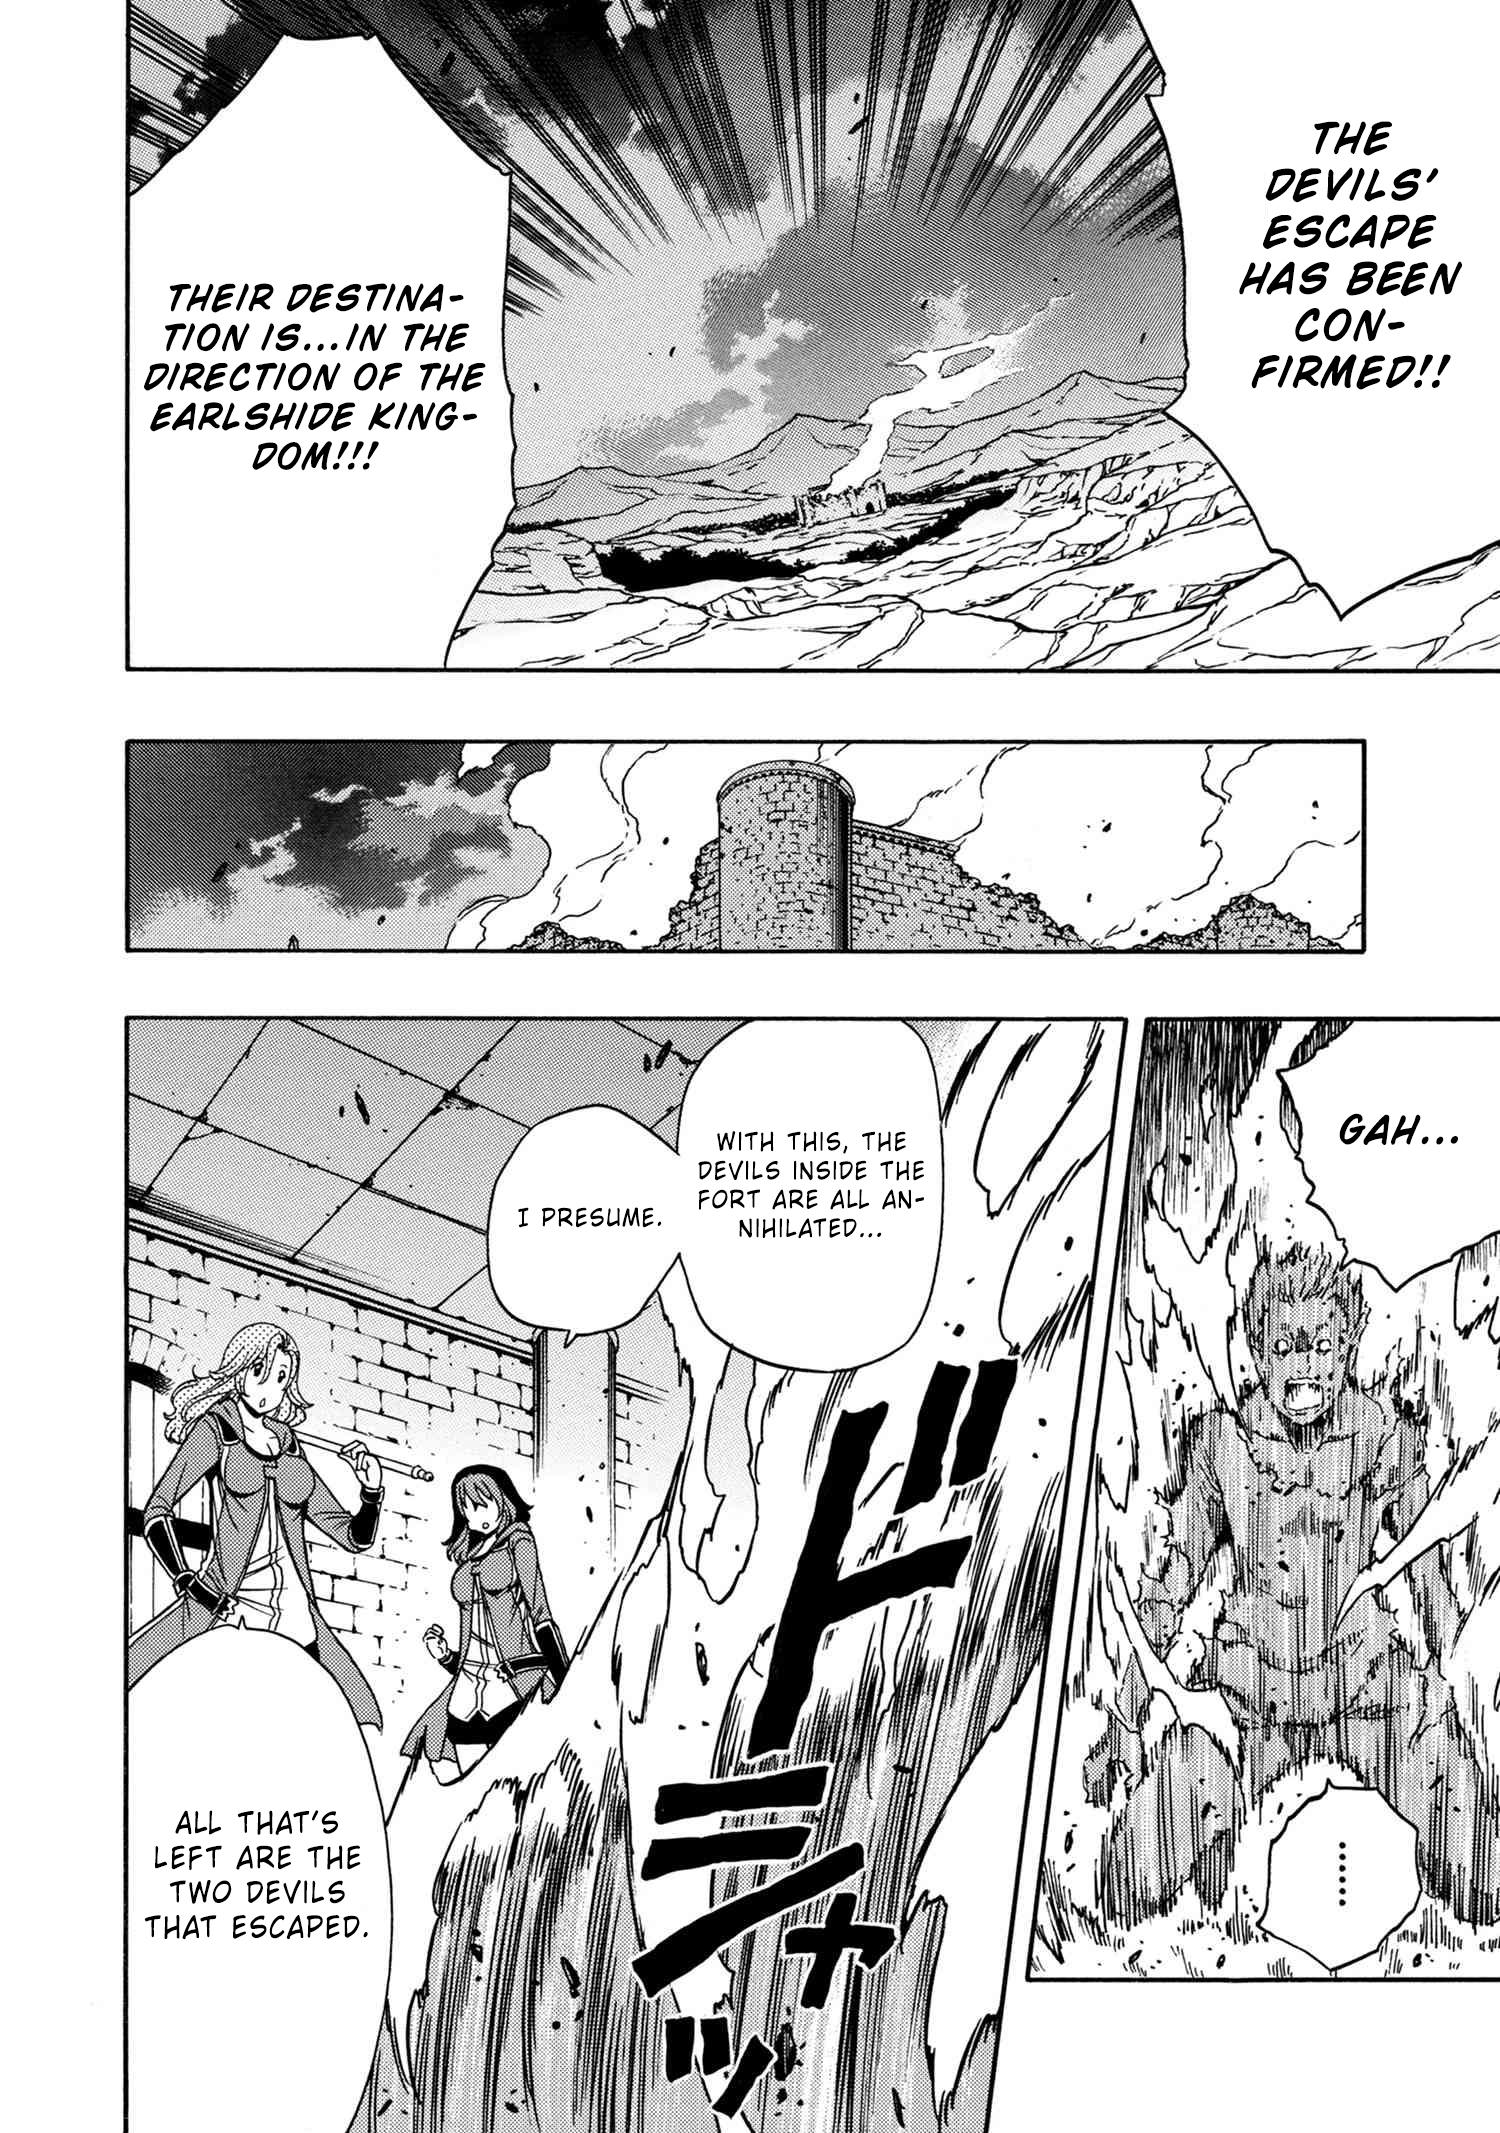 THE
DEVILS'
ESCAPE
HAS BEEN
CON-
FIRMED!!
THEIR DESTINA-
TION IS...IN THE
DIRECTION OF THE
EARLSHIDE KING-
DOM!!!
GAH...
......
WITH THIS, THE
DEVILS INSIDE THE
FORT ARE ALL AN-
NIHILATED...
I PRESUME.
ドシャッ
ALL THAT'S
LEFT ARE THE
TWO DEVILS
THAT ESCAPED.